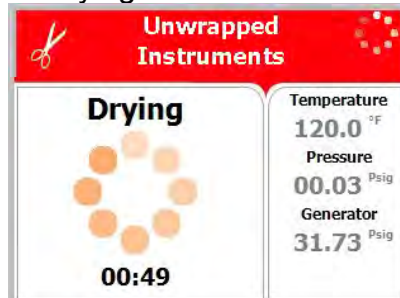 Unwrapped
Instruments
Drying
00:49
Temperature
120.0 °F
Pressure
00.03 Psig
Generator
31.73 Psig